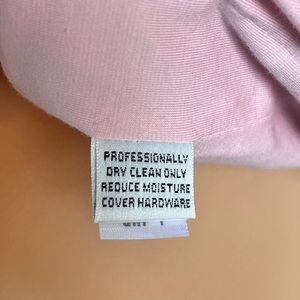 PROFESSIONALLY
DRY CLEAN ONLY
REDUCE MOISTURE
COVER HARDWARE